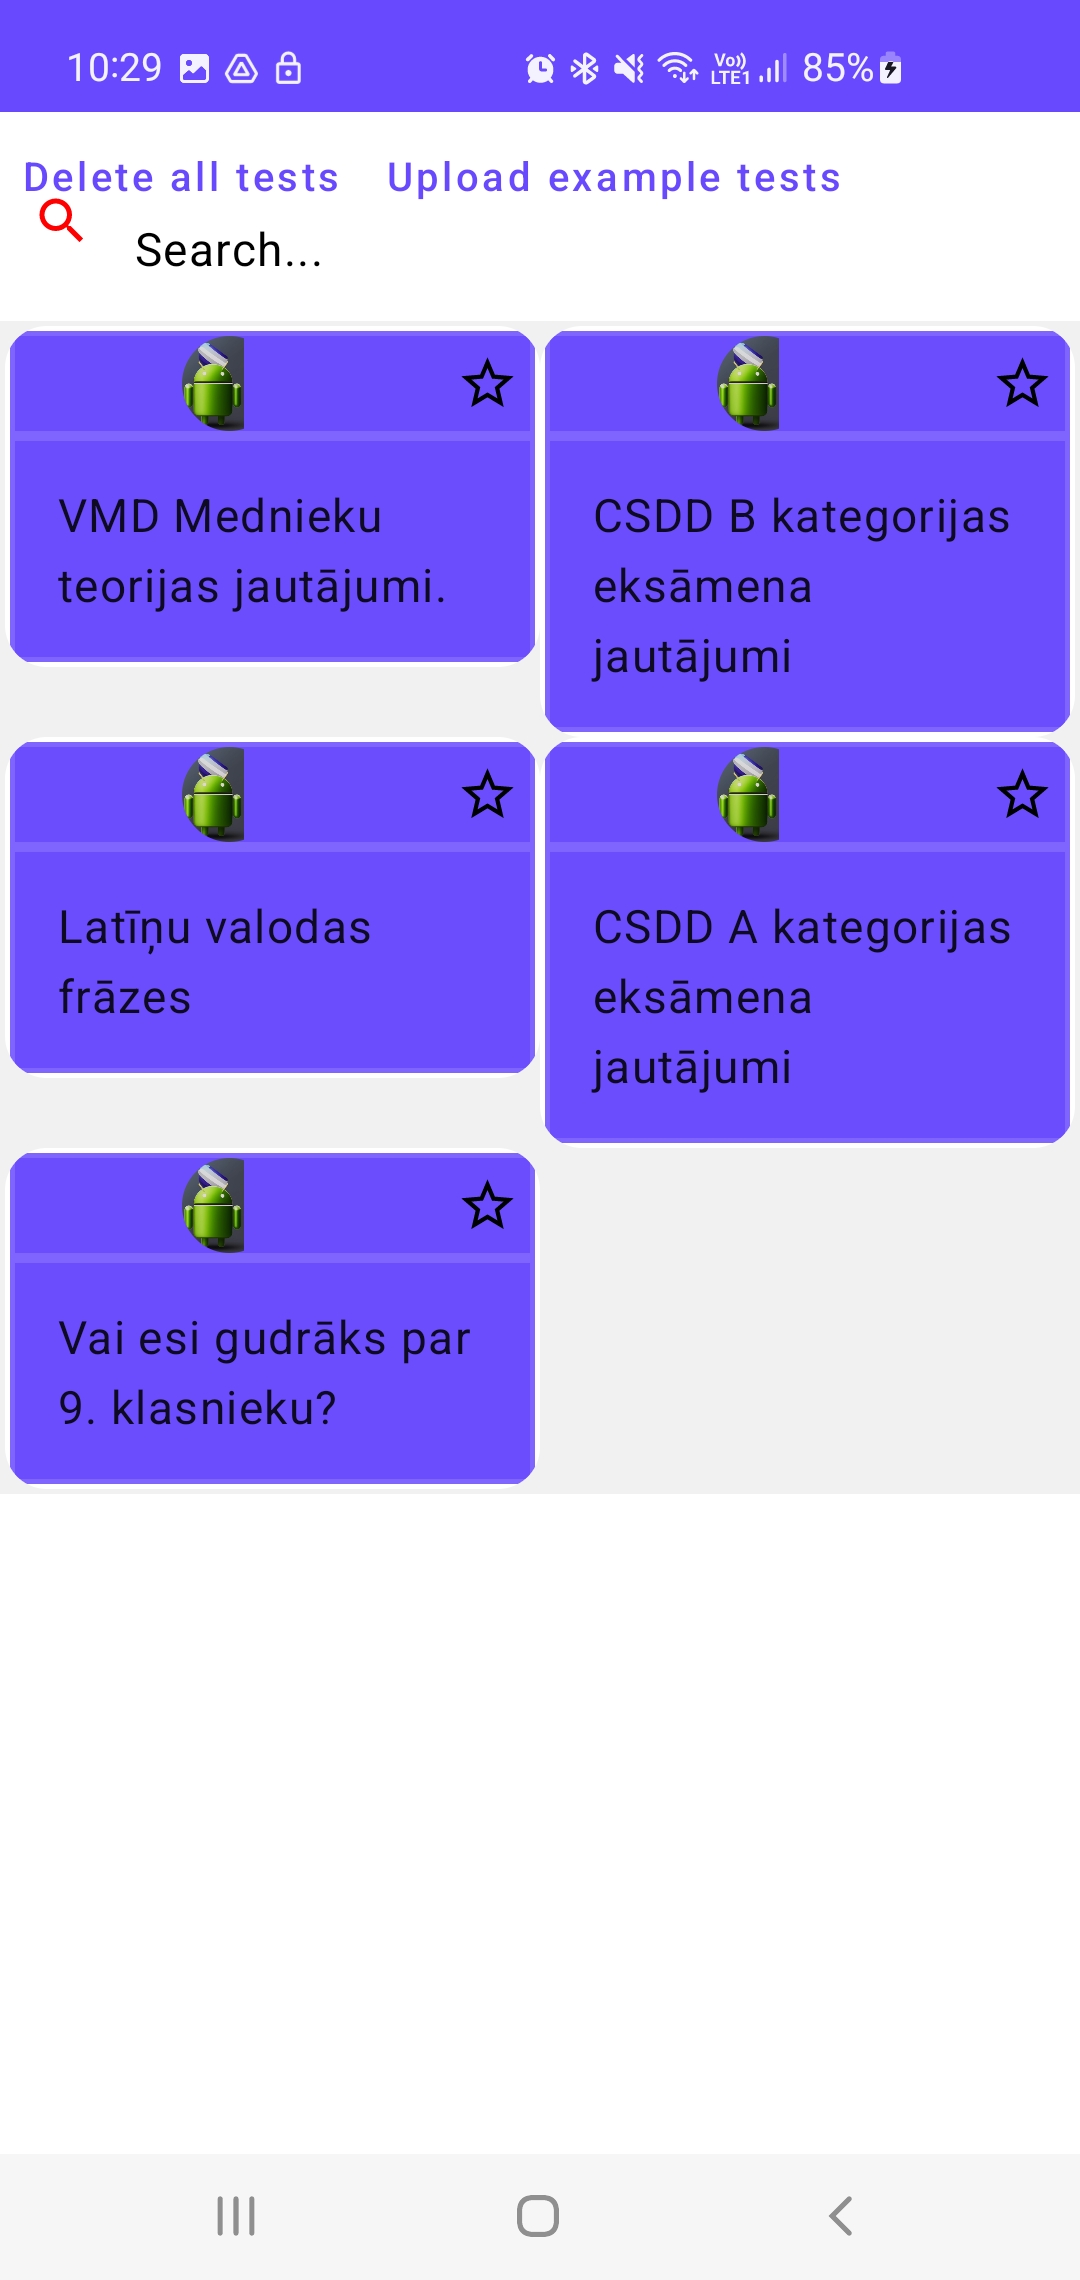 10:29 Vo)) LTE1 85%
Delete all tests Upload example tests
Search...
VMD Mednieku
teorijas jautājumi.
CSDD B kategorijas
eksāmena
jautājumi
Latīņu valodas
frāzes
CSDD A kategorijas
eksāmena
jautājumi
Vai esi gudrāks par
9. klasnieku?